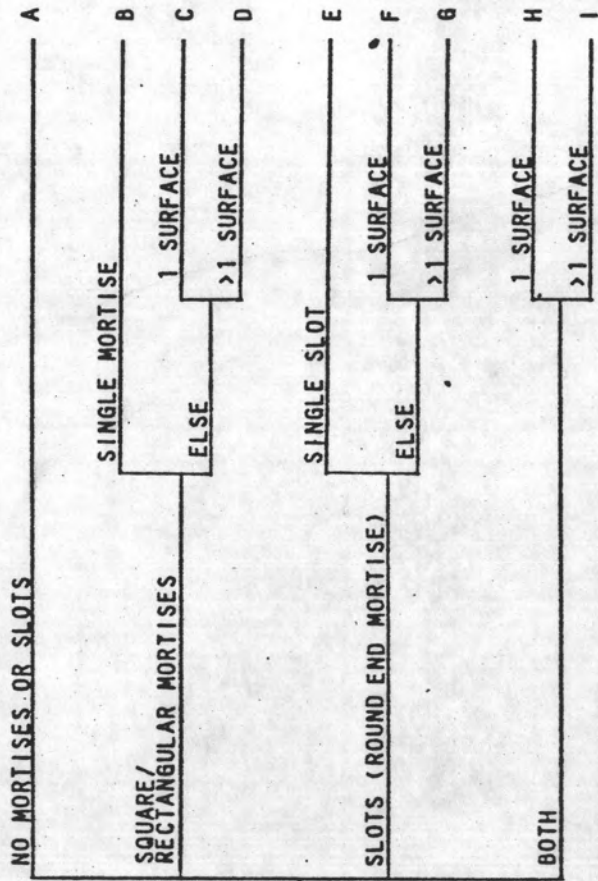 NO MORTISES OR SLOTS A
SINGLE MORTISE B
SQUARE/
RECTANGULAR MORTISES
1 SURFACE C
ELSE
>1 SURFACE D
SINGLE SLOT E
SLOTS (ROUND END MORTISE)
1 SURFACE F
ELSE
>1 SURFACE G
BOTH
1 SURFACE H
>1 SURFACE I